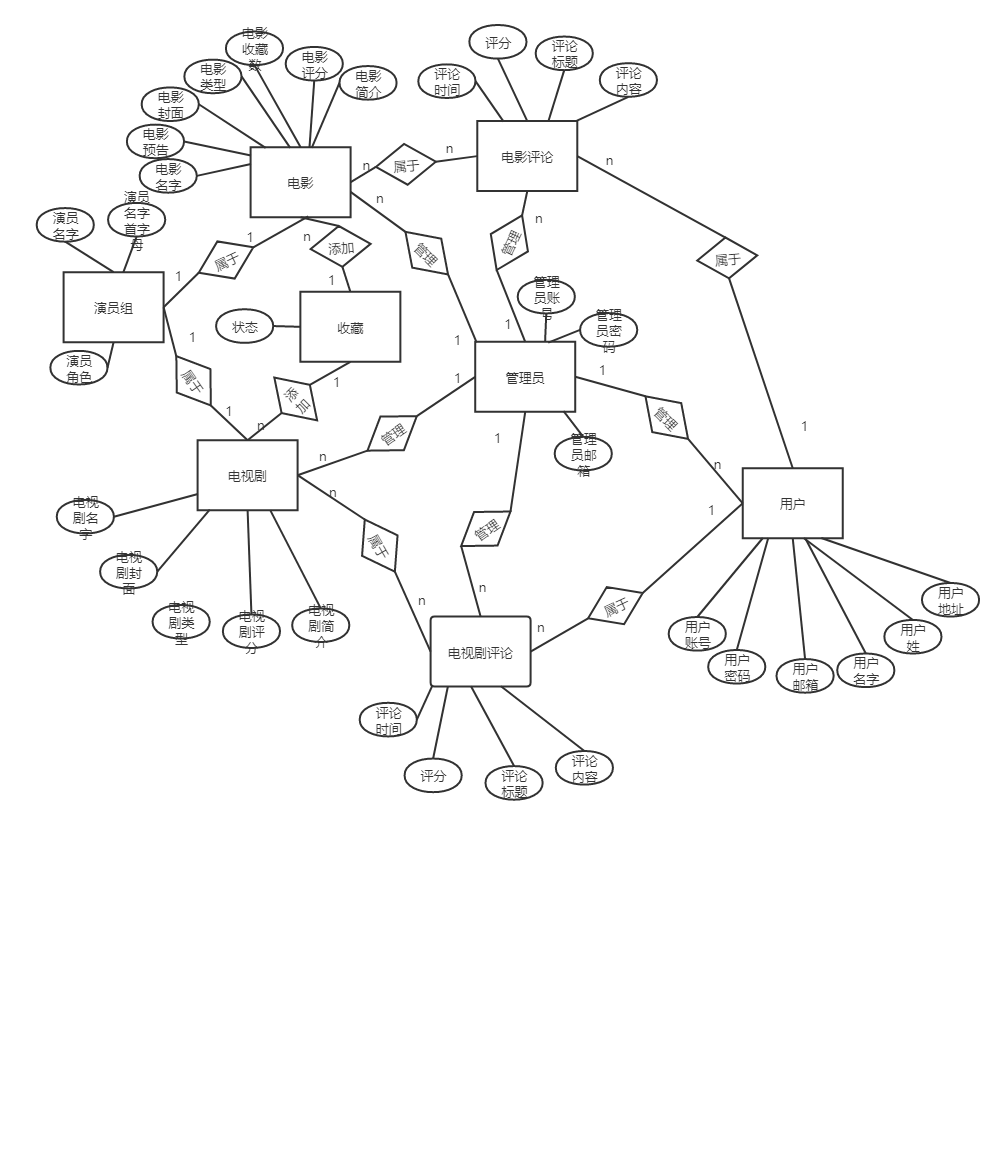 电影
收藏
数
电影
评分
电影
类型
电影
简介
电影
封面
电影
预告
电影
名字
评分
评论
标题
评论
时间
评论
内容
电影
n
属于
n
电影评论
n
n
n
管理
管理
属于
1
演员
名字
演员
名字
首字
母
演员组
演员
角色
1
属于
1
n
添加
1
状态
收藏
1
添
加
n
1
属于
1
管理
员账
号
管理
员密
码
1
1
1
管理员
1
1
管理
员邮
箱
管理
n
管理
n
电视剧
n
电视
剧名
字
电视
剧封
面
电视
剧类
型
电视
剧评
分
电视
剧简
介
属于
n
管理
n
1
用户
属于
n
电视剧评论
评论
时间
评分
评论
标题
评论
内容
用户
账号
用户
密码
用户
邮箱
用户
名字
用户
姓
用户
地址